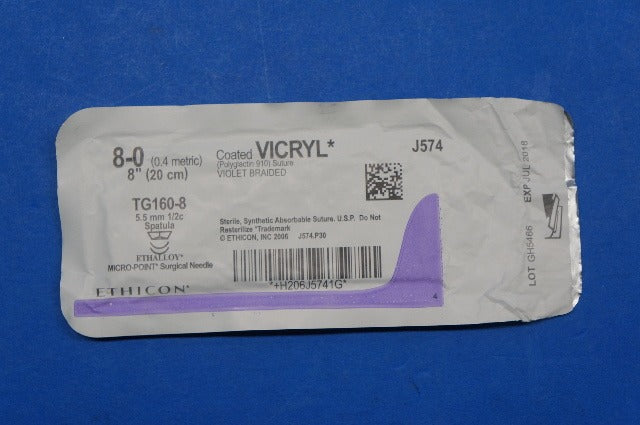 8-0 (0.4 metric)
8" (20 cm)
TG160-8
5.5 mm 1/2c
Spatula
ETHALLOY*
MICRO-POINT* Surgical Needle
ETHICON*
Coated VICRYL*
(Polyglactin 910) Suture
VIOLET BRAIDED
J574
Sterile, Synthetic Absorbable Suture. U.S.P. Do Not
Resterilize *Trademark
© ETHICON, INC 2006 J574.P30
*+H206J5741G*
4
LOT GH5466 EXP JUL 2018